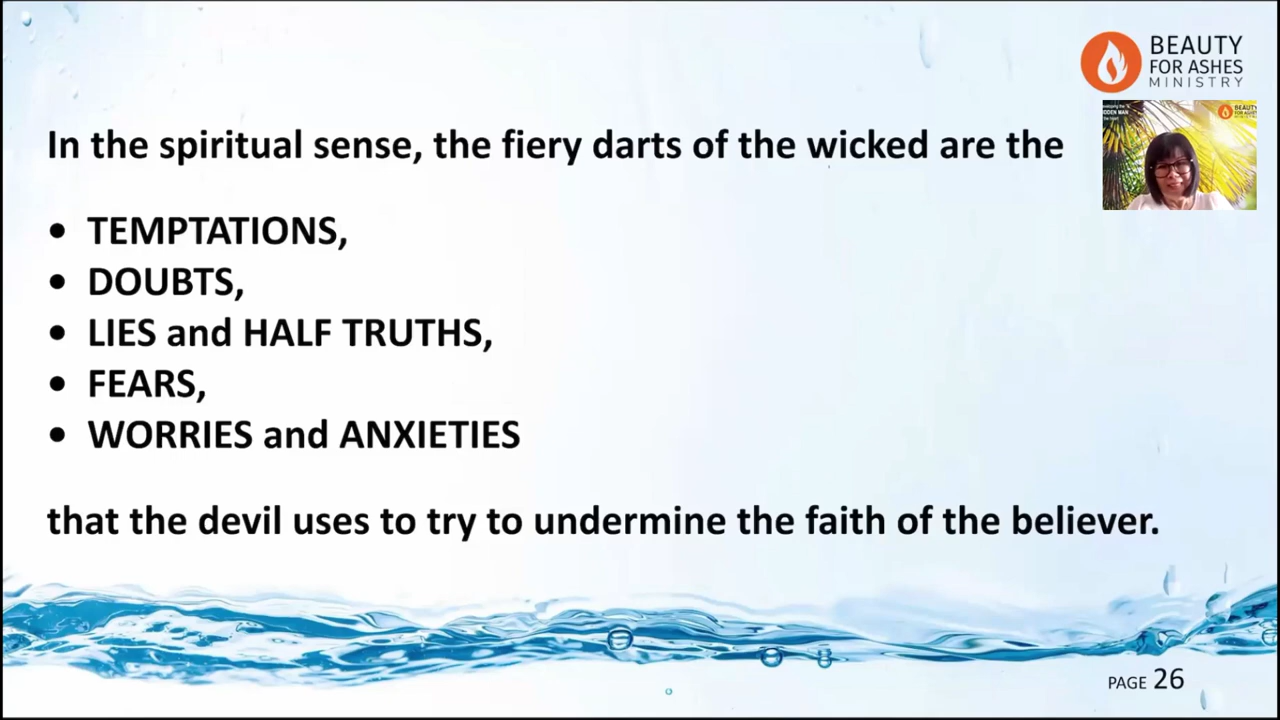 BEAUTY
FOR ASHES
MINISTRY
In the spiritual sense, the fiery darts of the wicked are the
• TEMPTATIONS,
• DOUBTS,
• LIES and HALF TRUTHS,
• FEARS,
• WORRIES and ANXIETIES
that the devil uses to try to undermine the faith of the believer.
PAGE 26